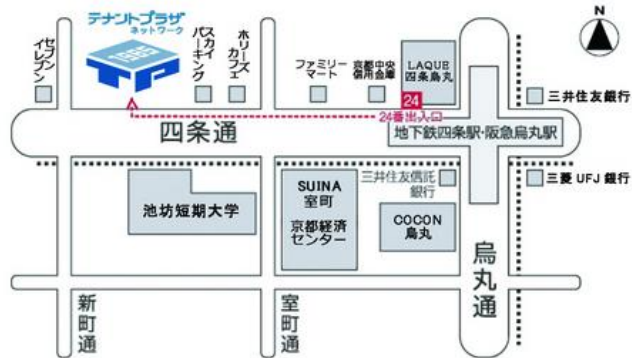 テナントプラザ
ネットワーク
1985
N
セブン
イレブン
スカイ
パーキング
ホリーズ
カフェ
ファミリー
マート
京都中央
信用金庫
LAQUE
四条烏丸
三井住友銀行
24
24番出入口
四条通
地下鉄四条駅・阪急烏丸駅
池坊短期大学
SUINA
室町
京都経済
センター
三井住友信託
銀行
COCON
烏丸
三菱UFJ銀行
烏丸通
新町通
室町通